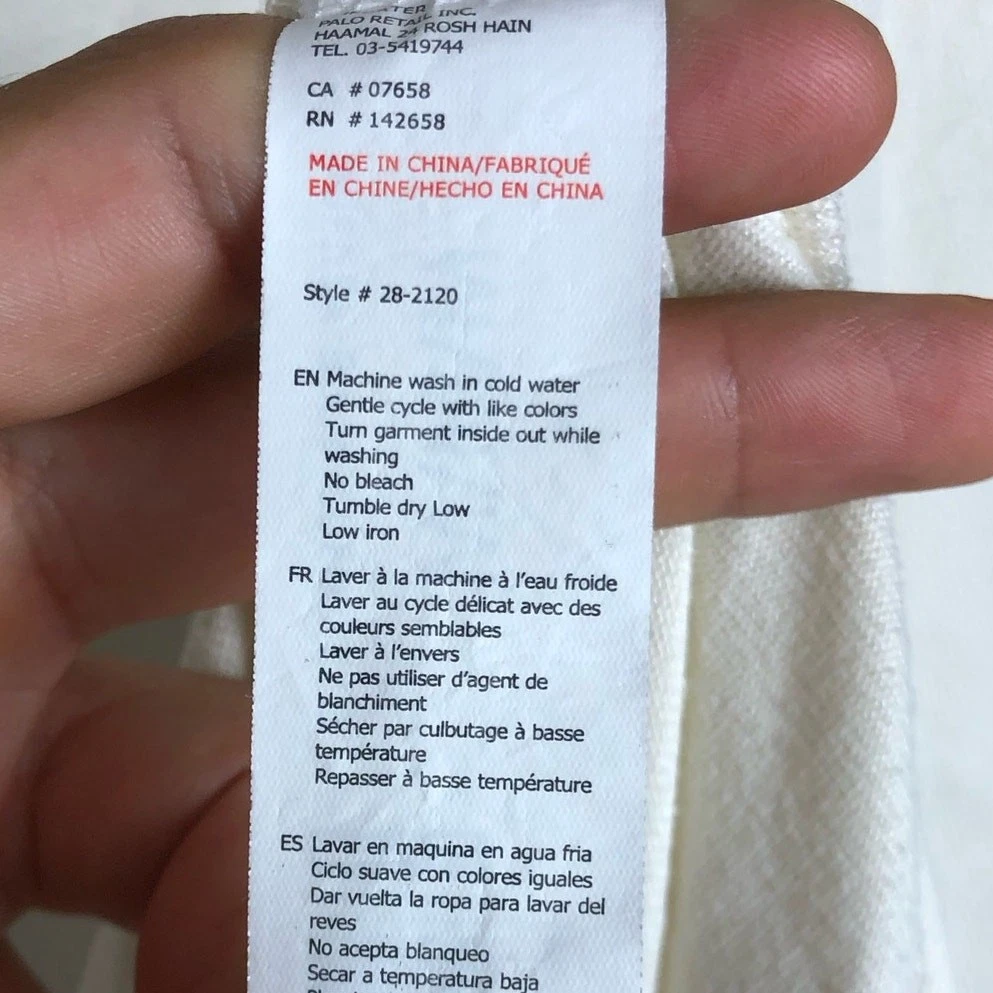 PALO RETAIL INC.
HAAMAL 24 ROSH HAIN
TEL. 03-5419744
CA # 07658
RN # 142658
MADE IN CHINA/FABRIQUÉ
EN CHINE/HECHO EN CHINA
Style # 28-2120
EN Machine wash in cold water
Gentle cycle with like colors
Turn garment inside out while
washing
No bleach
Tumble dry Low
Low iron
FR Laver à la machine à l'eau froide
Laver au cycle délicat avec des
couleurs semblables
Laver à l'envers
Ne pas utiliser d'agent de
blanchiment
Sécher par culbutage à basse
température
Repasser à basse température
ES Lavar en maquina en agua fria
Ciclo suave con colores iguales
Dar vuelta la ropa para lavar del
reves
No acepta blanqueo
Secar a temperatura baja